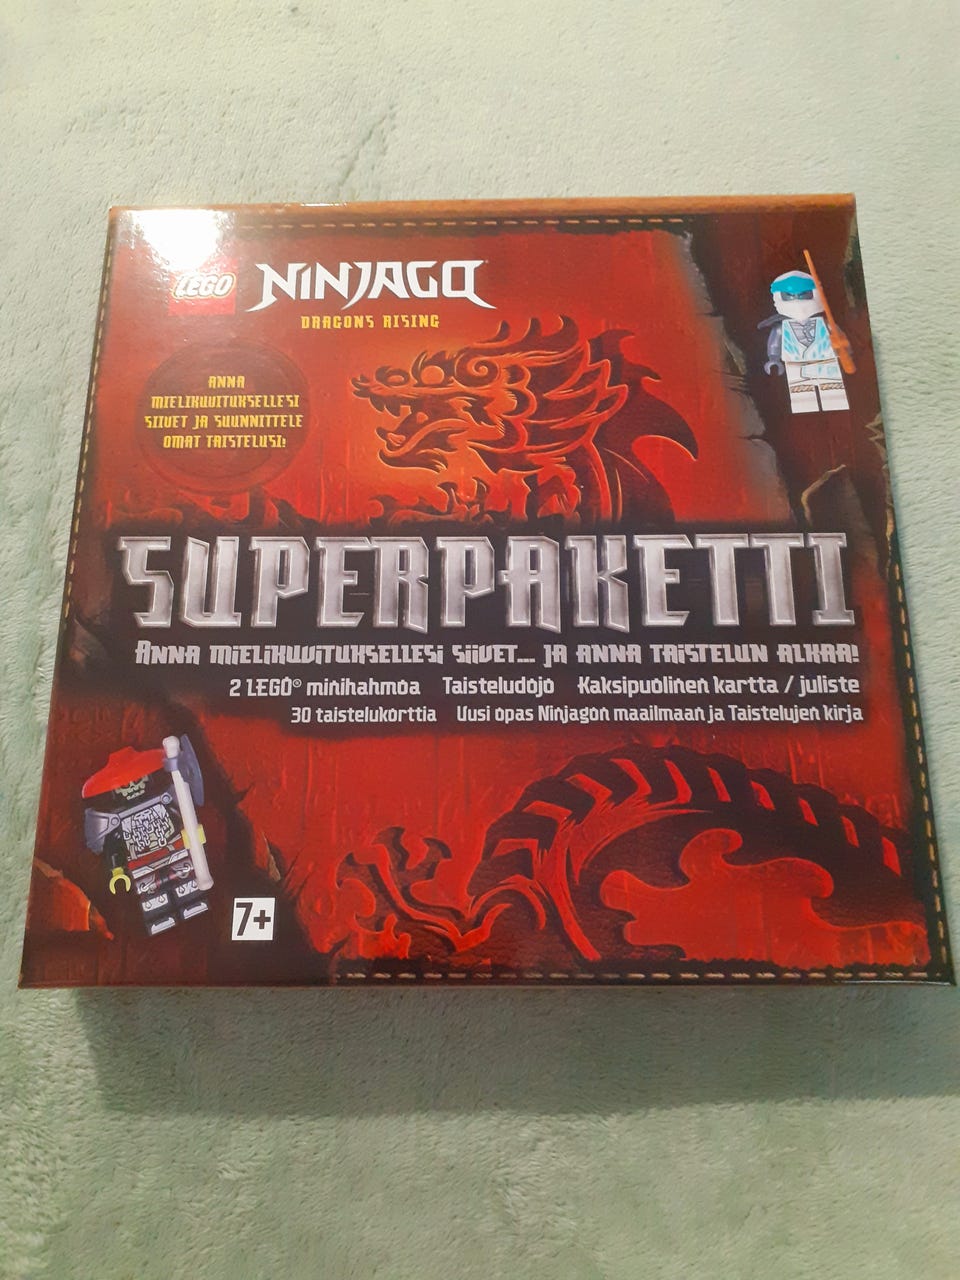 LEGO NINJAGO
DRAGONS RISING
ANNA
MIELIKUVITUKSELLESI
SIIVET JA SUUNNITTELE
OMAT TAISTELUSI!
SUPERPAKETTI
ANNA MIELIKUVITUKSELLESI SIIVET... JA ANNA TAISTELUN ALKAA!
2 LEGO® minihahmoa Taisteludojo Kaksipuolinen kartta / juliste
30 taistelukorttia Uusi opas Ninjagon maailmaan ja Taistelujen kirja
7+